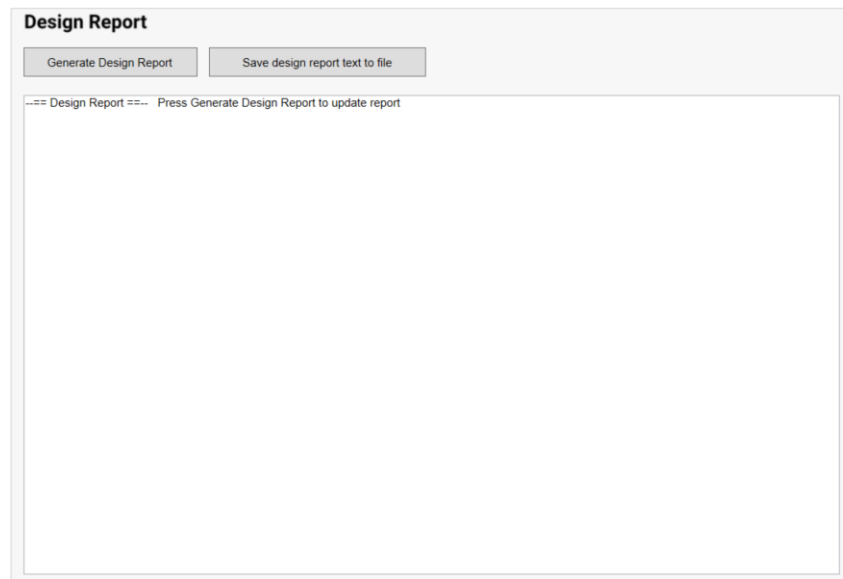 Design Report
Generate Design Report
Save design report text to file
--== Design Report ==-- Press Generate Design Report to update report